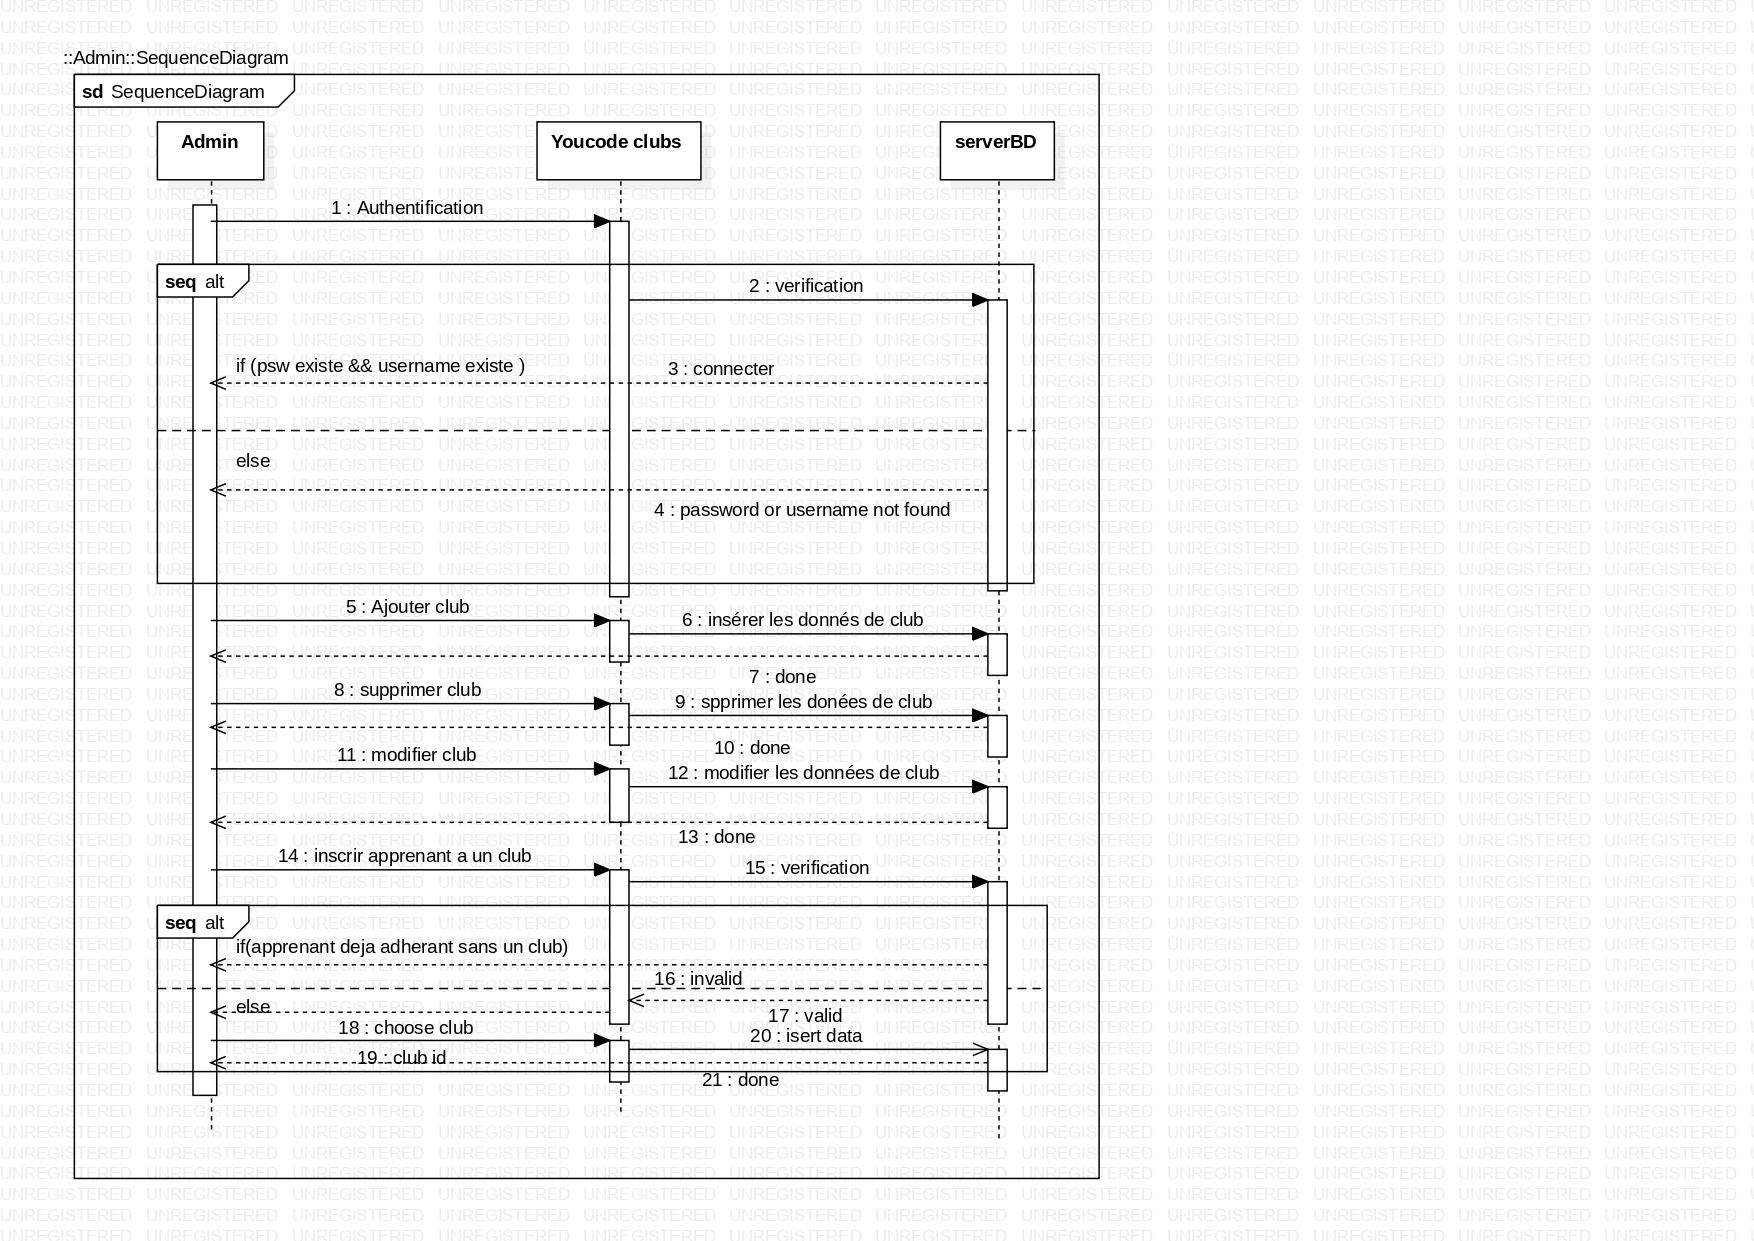 ::Admin::SequenceDiagram
sd SequenceDiagram
Admin
Youcode clubs
serverBD
1 : Authentification
seq alt
2 : verification
if (psw existe && username existe )
3 : connecter
else
4 : password or username not found
5 : Ajouter club
6 : insérer les donnés de club
7 : done
8 : supprimer club
9 : spprimer les donées de club
10 : done
11 : modifier club
12 : modifier les données de club
13 : done
14 : inscrir apprenant a un club
15 : verification
seq alt
if(apprenant deja adherant sans un club)
16 : invalid
else
17 : valid
18 : choose club
20 : isert data
19 : club id
21 : done
UNREGISTERED